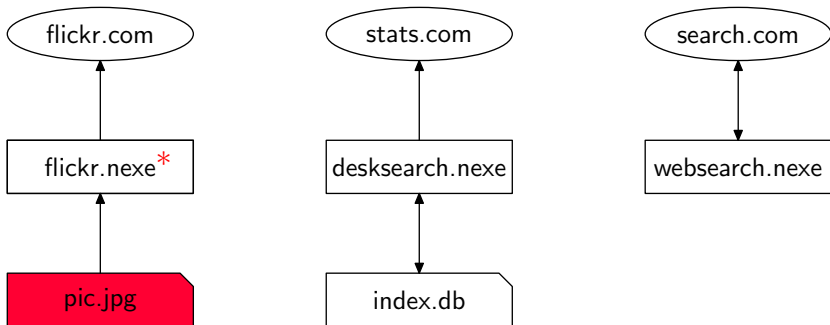 flickr.com
stats.com
search.com
flickr.nexe*
desksearch.nexe
websearch.nexe
pic.jpg
index.db